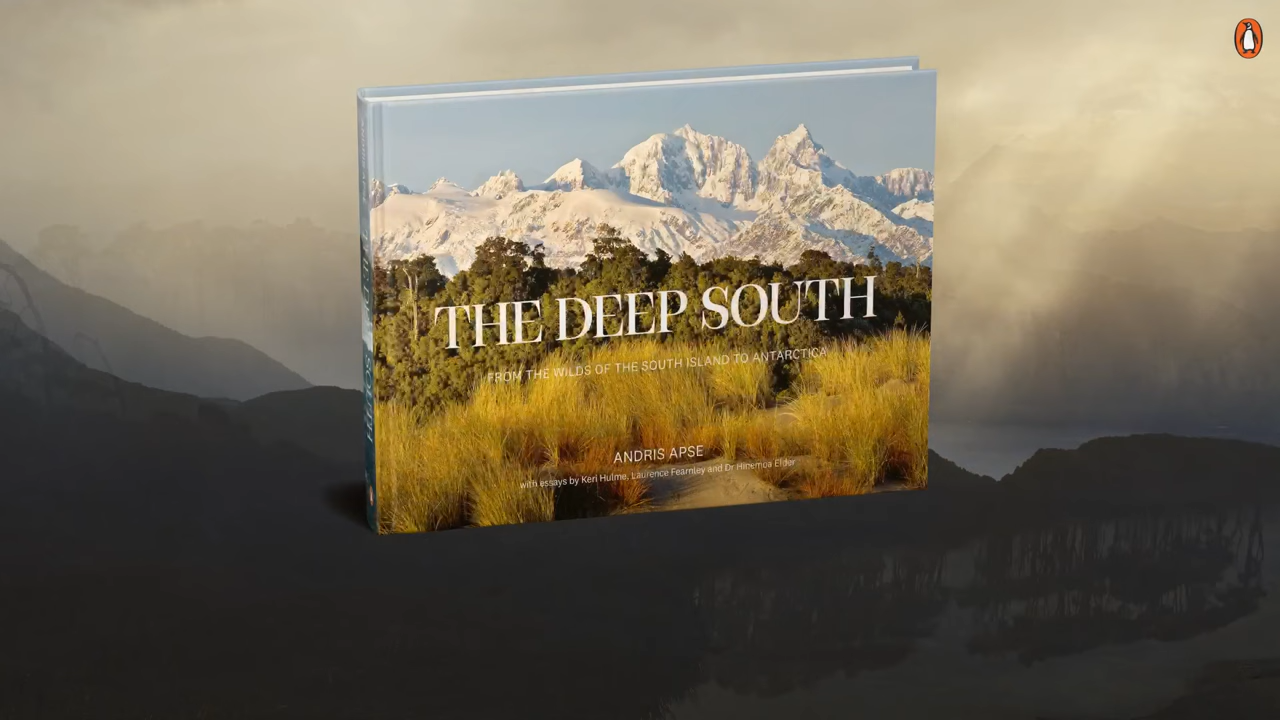 THE DEEP SOUTH
FROM THE WILDS OF THE SOUTH ISLAND TO ANTARCTICA
ANDRIS APSE
with essays by Keri Hulme, Laurence Fearnley and Dr Hinemoa Elder